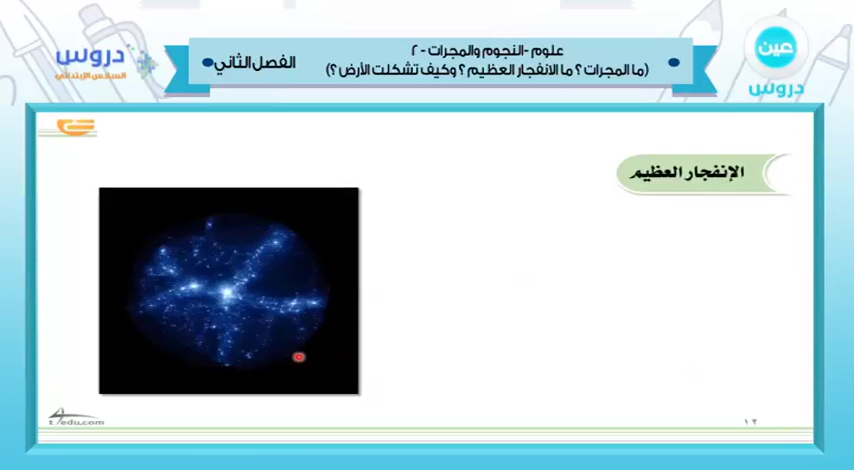 علوم -النجوم والمجرات - ٢
(ما المجرات ؟ ما الانفجار العظيم ؟ وكيف تشكلت الأرض ؟)
الفصل الثاني
عين
دروس
دروس
السادس الإبتدائي
الإنفجار العظيم
t4edu.com
١٢